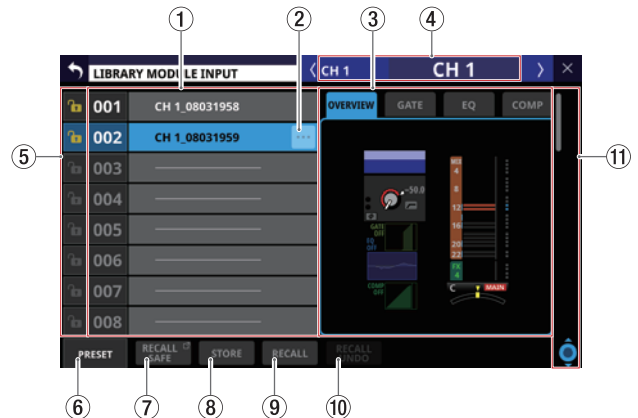 ① ② ③ ④
LIBRARY MODULE INPUT CH 1 CH 1
001 CH 1_08031958 OVERVIEW GATE EQ COMP
002 CH 1_08031959
003
004
005
006
007
008
MIX
4
8
12
16
20
22
FX
4
-50.0
GATE
OFF
EQ
OFF
COMP
OFF
C MAIN
⑤ ⑪
PRESET RECALL SAFE STORE RECALL RECALL UNDO
⑥ ⑦ ⑧ ⑨ ⑩